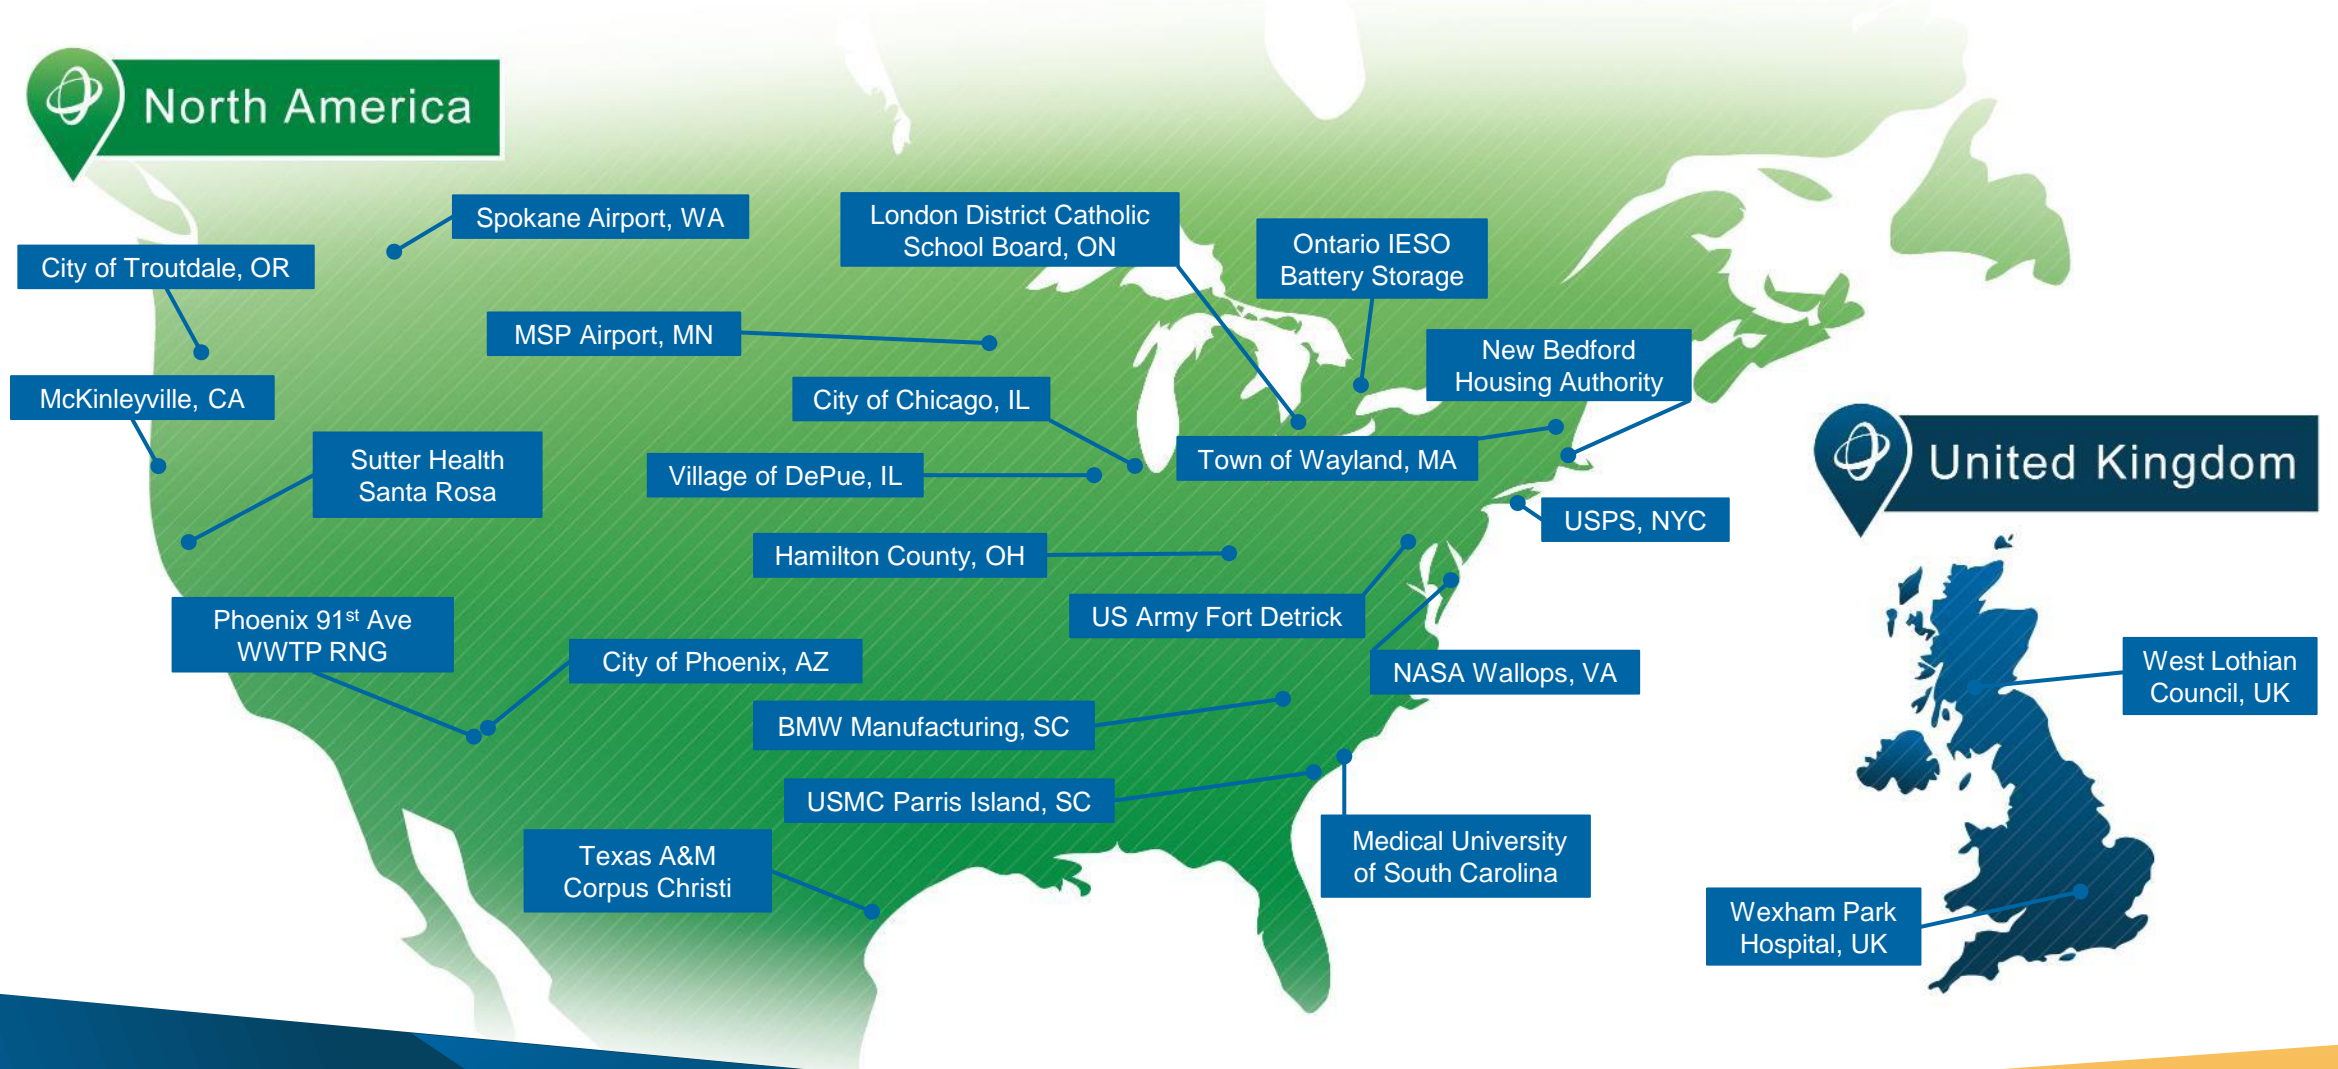 North America
Spokane Airport, WA
London District Catholic
School Board, ON
Ontario IESO
Battery Storage
City of Troutdale, OR
MSP Airport, MN
New Bedford
Housing Authority
McKinleyville, CA
City of Chicago, IL
Sutter Health
Santa Rosa
Village of DePue, IL
Town of Wayland, MA
United Kingdom
USPS, NYC
Hamilton County, OH
US Army Fort Detrick
Phoenix 91st Ave
WWTP RNG
City of Phoenix, AZ
NASA Wallops, VA
West Lothian
Council, UK
BMW Manufacturing, SC
USMC Parris Island, SC
Texas A&M
Corpus Christi
Medical University
of South Carolina
Wexham Park
Hospital, UK